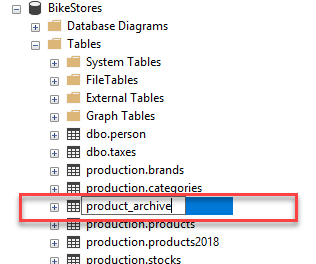 BikeStores
Database Diagrams
Tables
System Tables
FileTables
External Tables
Graph Tables
dbo.person
dbo.taxes
production.brands
production.categories
product_archive
production.products
production.products2018
production.stocks